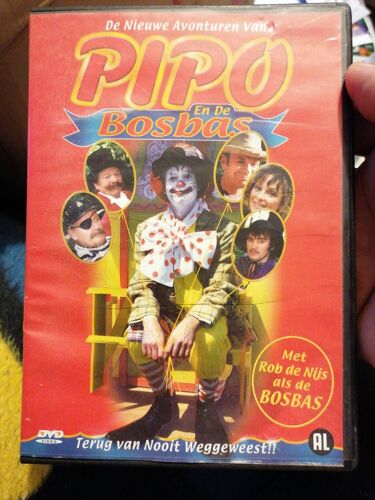 De Nieuwe Avonturen van
PIPO
En De
Bosbas
Met
Rob de Nijs
als de
BOSBAS
DVD
VIDEO
AL
Terug van Nooit Weggeweest!!